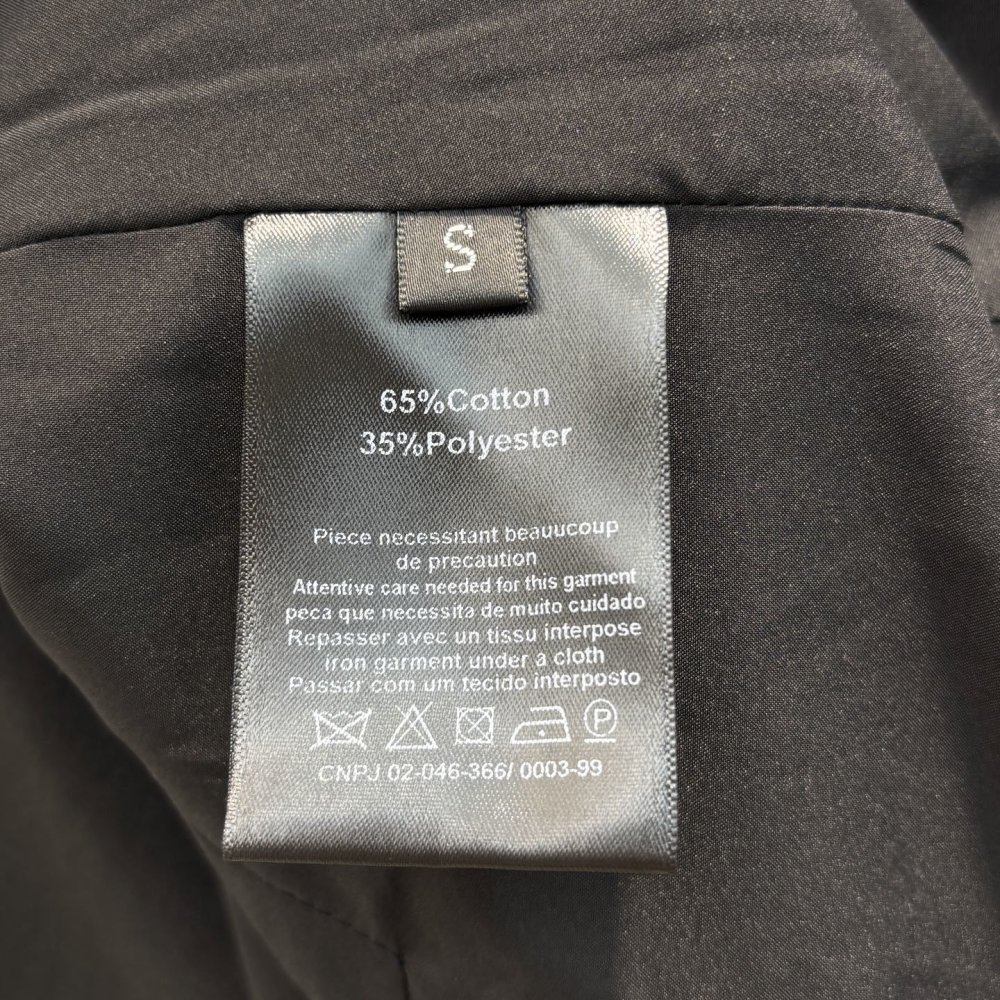 S
65%Cotton
35%Polyester
Piece necessitant beauucoup
de precaution
Attentive care needed for this garment
peca que necessita de muito cuidado
Repasser avec un tissu interpose
iron garment under a cloth
Passar com um tecido interposto
P
CNPJ 02-046-366/ 0003-99